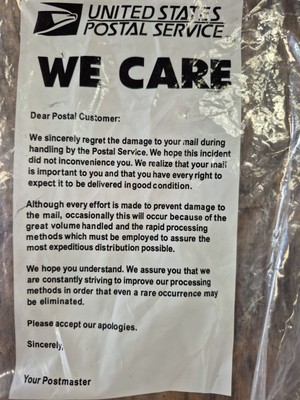 UNITED STATES
POSTAL SERVICE
WE CARE
Dear Postal Customer:
We sincerely regret the damage to your mail during
handling by the Postal Service. We hope this incident
did not inconvenience you. We realize that your mail
is important to you and that you have every right to
expect it to be delivered in good condition.
Although every effort is made to prevent damage to
the mail, occasionally this will occur because of the
great volume handled and the rapid processing
methods which must be employed to assure the
most expeditious distribution possible.
We hope you understand. We assure you that we
are constantly striving to improve our processing
methods in order that even a rare occurrence may
be eliminated.
Please accept our apologies.
Sincerely,
Your Postmaster